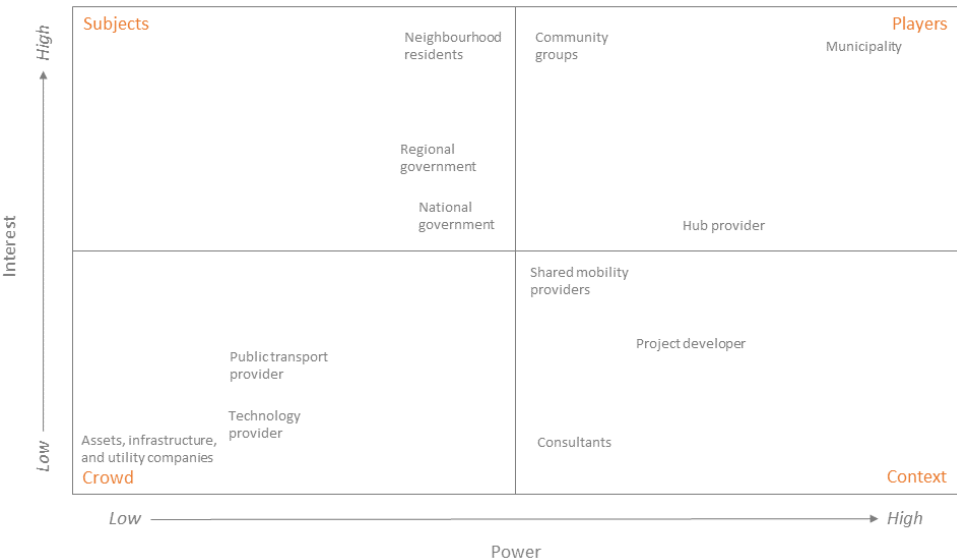 Subjects
Players
Neighbourhood
residents
Community
groups
Municipality
High
Regional
government
National
government
Hub provider
Interest
Shared mobility
providers
Project developer
Public transport
provider
Technology
provider
Assets, infrastructure,
and utility companies
Consultants
Low
Crowd
Context
Low
High
Power